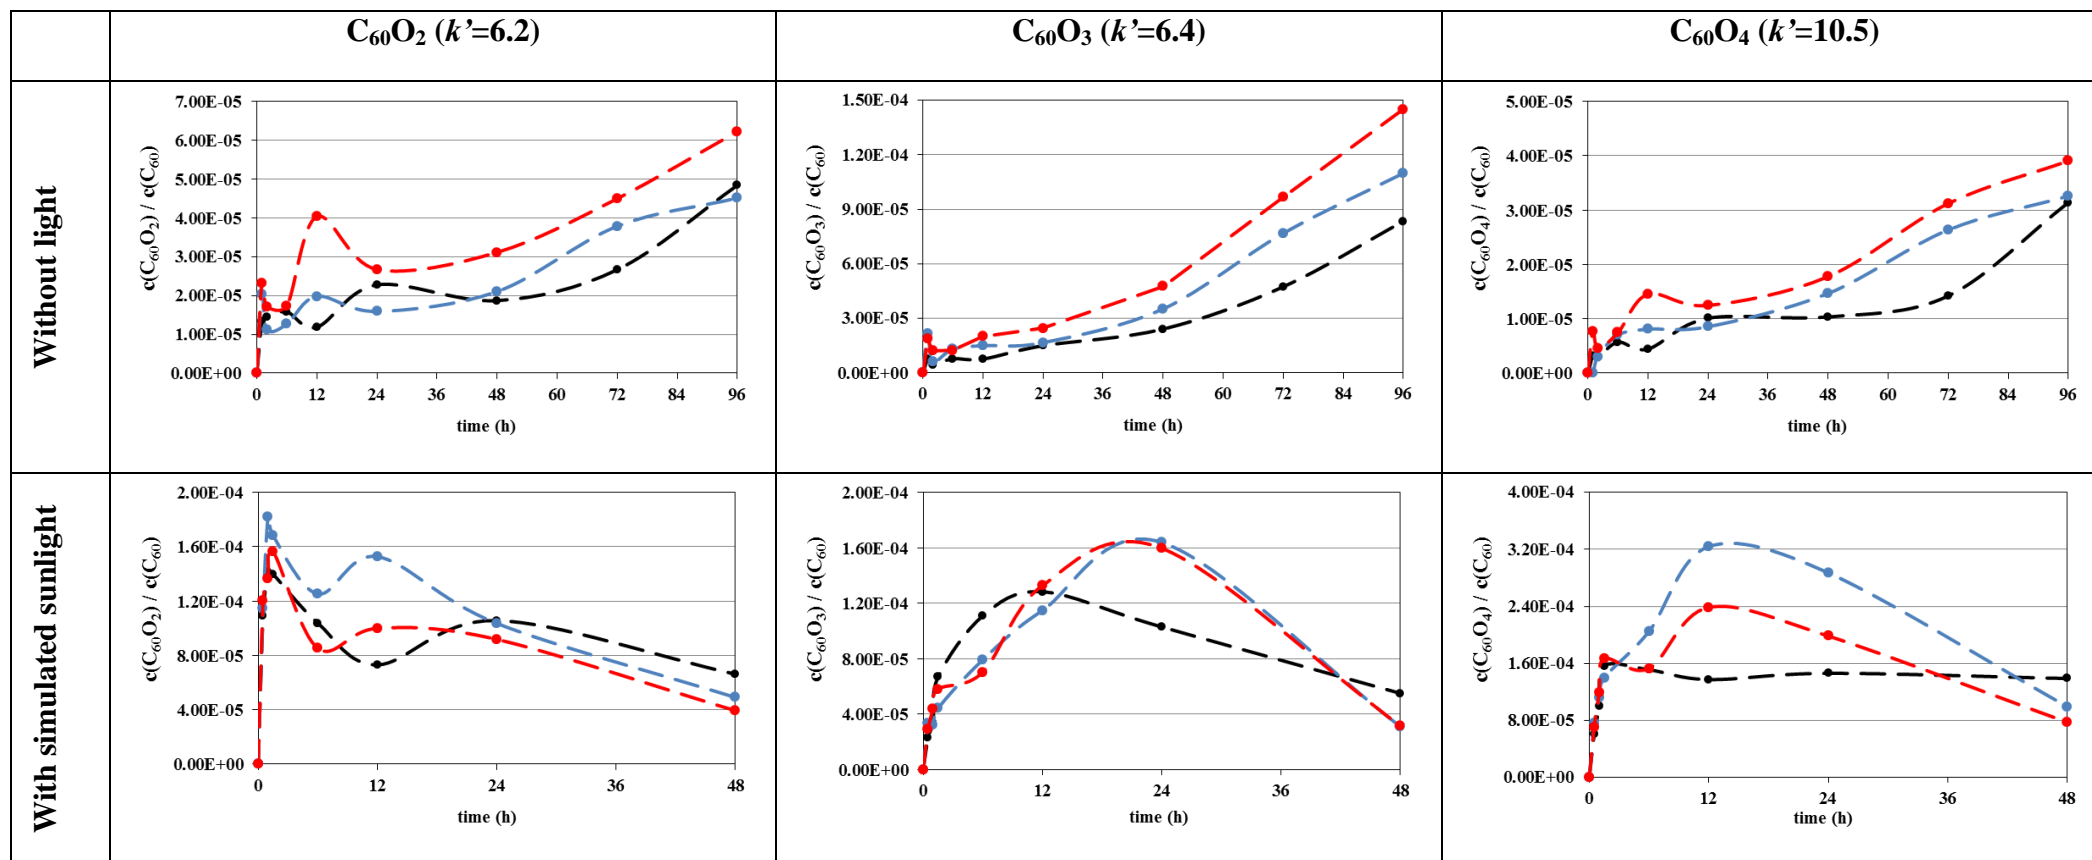 C₆₀O₂ (k’=6.2)
C₆₀O₃ (k’=6.4)
C₆₀O₄ (k’=10.5)
Without light
c(C₆₀O₂) / c(C₆₀)
7.00E-05
6.00E-05
5.00E-05
4.00E-05
3.00E-05
2.00E-05
1.00E-05
0.00E+00
0 12 24 36 48 60 72 84 96
time (h)
c(C₆₀O₃) / c(C₆₀)
1.50E-04
1.20E-04
9.00E-05
6.00E-05
3.00E-05
0.00E+00
0 12 24 36 48 60 72 84 96
time (h)
c(C₆₀O₄) / c(C₆₀)
5.00E-05
4.00E-05
3.00E-05
2.00E-05
1.00E-05
0.00E+00
0 12 24 36 48 60 72 84 96
time (h)
With simulated sunlight
c(C₆₀O₂) / c(C₆₀)
2.00E-04
1.60E-04
1.20E-04
8.00E-05
4.00E-05
0.00E+00
0 12 24 36 48
time (h)
c(C₆₀O₃) / c(C₆₀)
2.00E-04
1.60E-04
1.20E-04
8.00E-05
4.00E-05
0.00E+00
0 12 24 36 48
time (h)
c(C₆₀O₄) / c(C₆₀)
4.00E-04
3.20E-04
2.40E-04
1.60E-04
8.00E-05
0.00E+00
0 12 24 36 48
time (h)